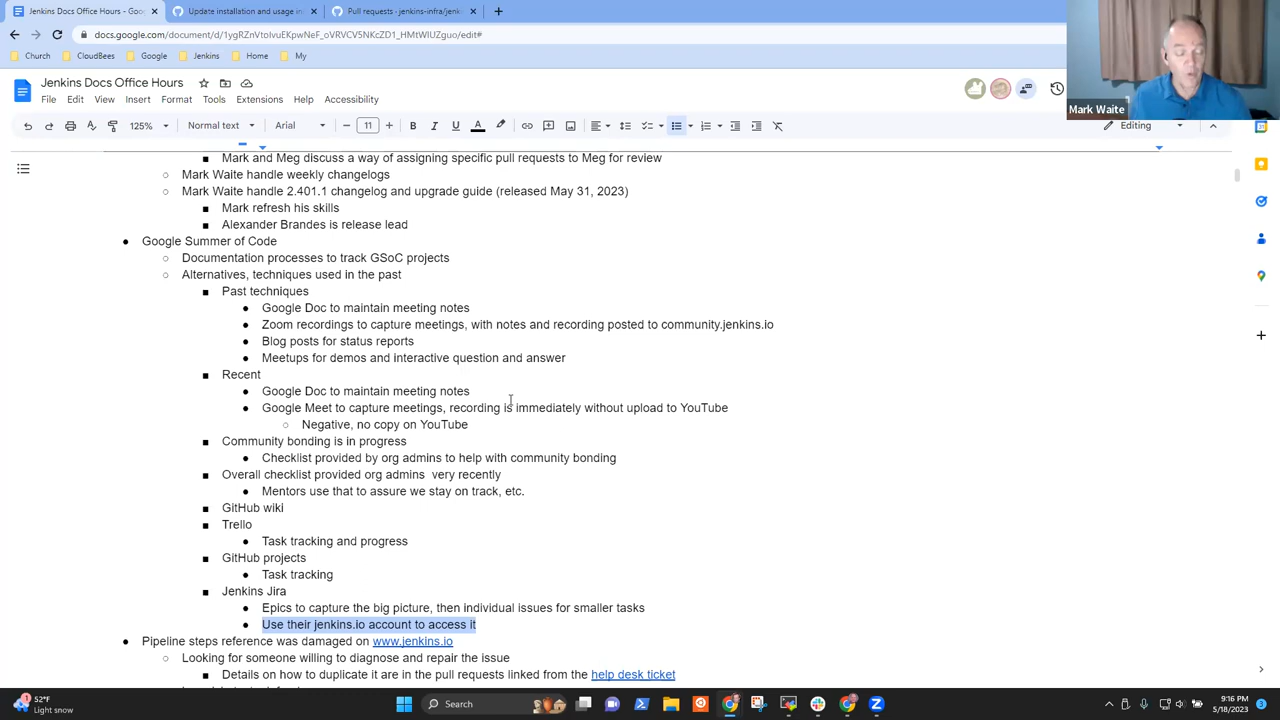 Jenkins Docs Office Hours - Goo
Update installation and usage in
Pull requests - jenkins-infra/jenk
docs.google.com/document/d/1ygRZnVtoIvuEKpwNeF_oVRVCV5NKcZD1_HMtWIUZguo/edit#
Church
CloudBees
Google
Jenkins
Home
My
Jenkins Docs Office Hours
File Edit View Insert Format Tools Extensions Help Accessibility
125% Normal text Arial 11 Editing
Mark Waite
Mark and Meg discuss a way of assigning specific pull requests to Meg for review
Mark Waite handle weekly changelogs
Mark Waite handle 2.401.1 changelog and upgrade guide (released May 31, 2023)
Mark refresh his skills
Alexander Brandes is release lead
Google Summer of Code
Documentation processes to track GSoC projects
Alternatives, techniques used in the past
Past techniques
Google Doc to maintain meeting notes
Zoom recordings to capture meetings, with notes and recording posted to community.jenkins.io
Blog posts for status reports
Meetups for demos and interactive question and answer
Recent
Google Doc to maintain meeting notes
Google Meet to capture meetings, recording is immediately without upload to YouTube
Negative, no copy on YouTube
Community bonding is in progress
Checklist provided by org admins to help with community bonding
Overall checklist provided org admins very recently
Mentors use that to assure we stay on track, etc.
GitHub wiki
Trello
Task tracking and progress
GitHub projects
Task tracking
Jenkins Jira
Epics to capture the big picture, then individual issues for smaller tasks
Use their jenkins.io account to access it
Pipeline steps reference was damaged on www.jenkins.io
Looking for someone willing to diagnose and repair the issue
Details on how to duplicate it are in the pull requests linked from the help desk ticket
52°F
Light snow
Search
9:16 PM
5/18/2023